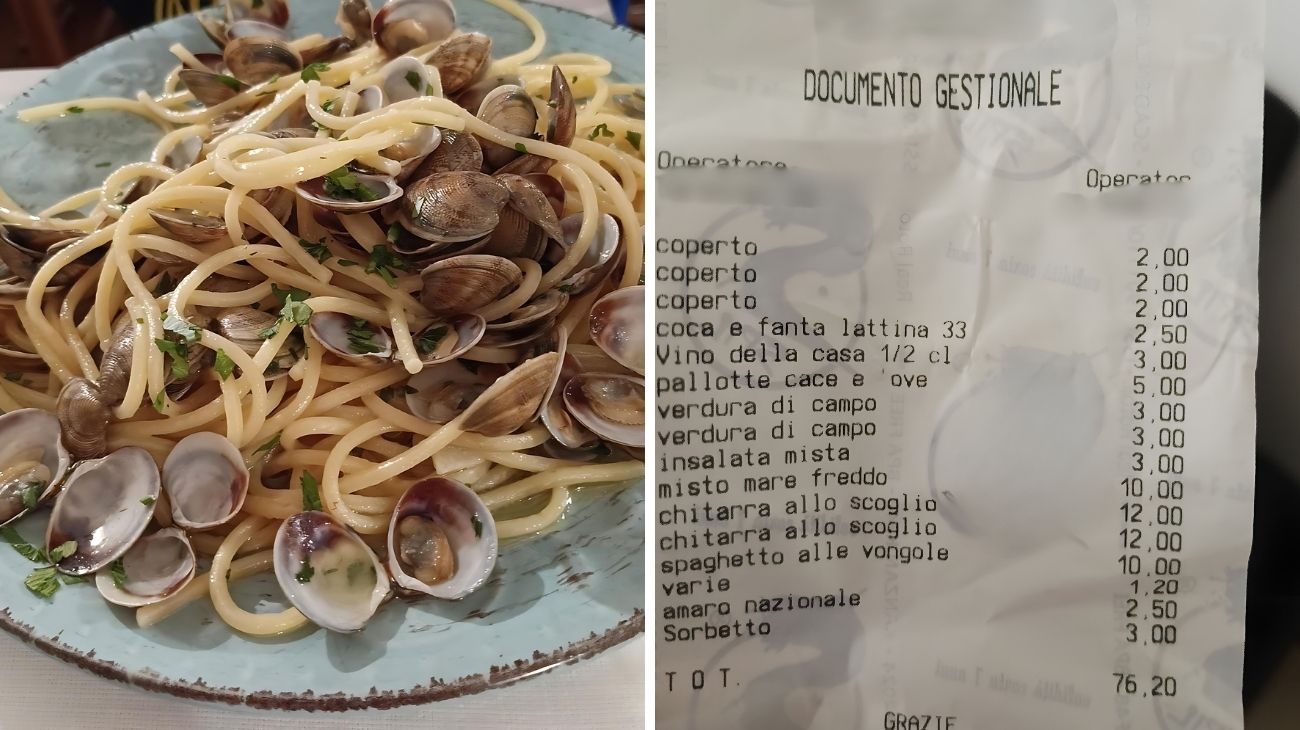 DOCUMENTO GESTIONALE
Operatore Operator
coperto 2,00
coperto 2,00
coperto 2,00
coca e fanta lattina 33 2,50
Vino della casa 1/2 cl 3,00
pallotte cace e 'ove 5,00
verdura di campo 3,00
verdura di campo 3,00
insalata mista 3,00
misto mare freddo 10,00
chitarra allo scoglio 12,00
chitarra allo scoglio 12,00
spaghetto alle vongole 10,00
varie 1,20
amaro nazionale 2,50
Sorbetto 3,00
T O T. 76,20
GRAZIE